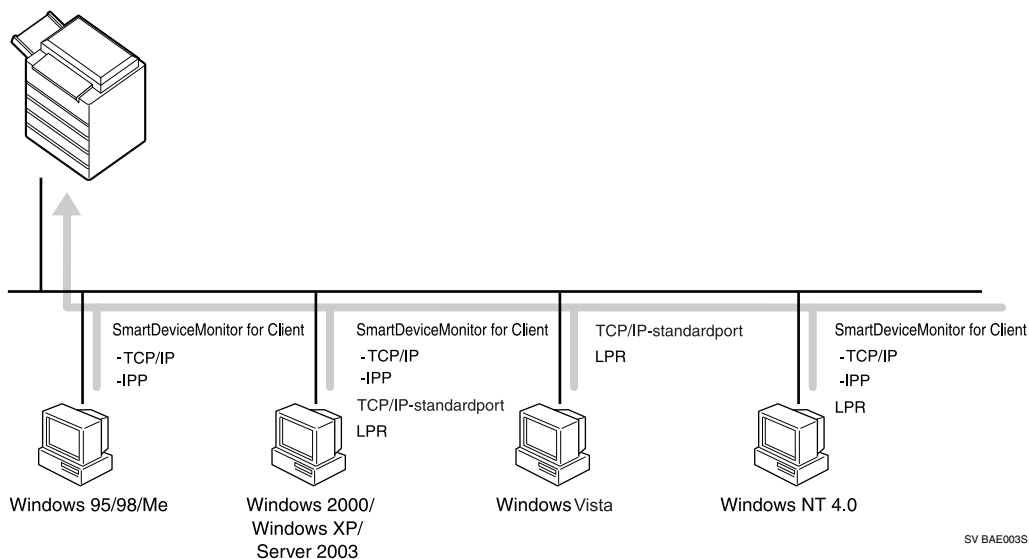 SmartDeviceMonitor for Client
-TCP/IP
-IPP
Windows 95/98/Me
SmartDeviceMonitor for Client
-TCP/IP
-IPP
TCP/IP-standardport
LPR
Windows 2000/
Windows XP/
Server 2003
TCP/IP-standardport
LPR
Windows Vista
SmartDeviceMonitor for Client
-TCP/IP
-IPP
LPR
Windows NT 4.0
SV BAE003S